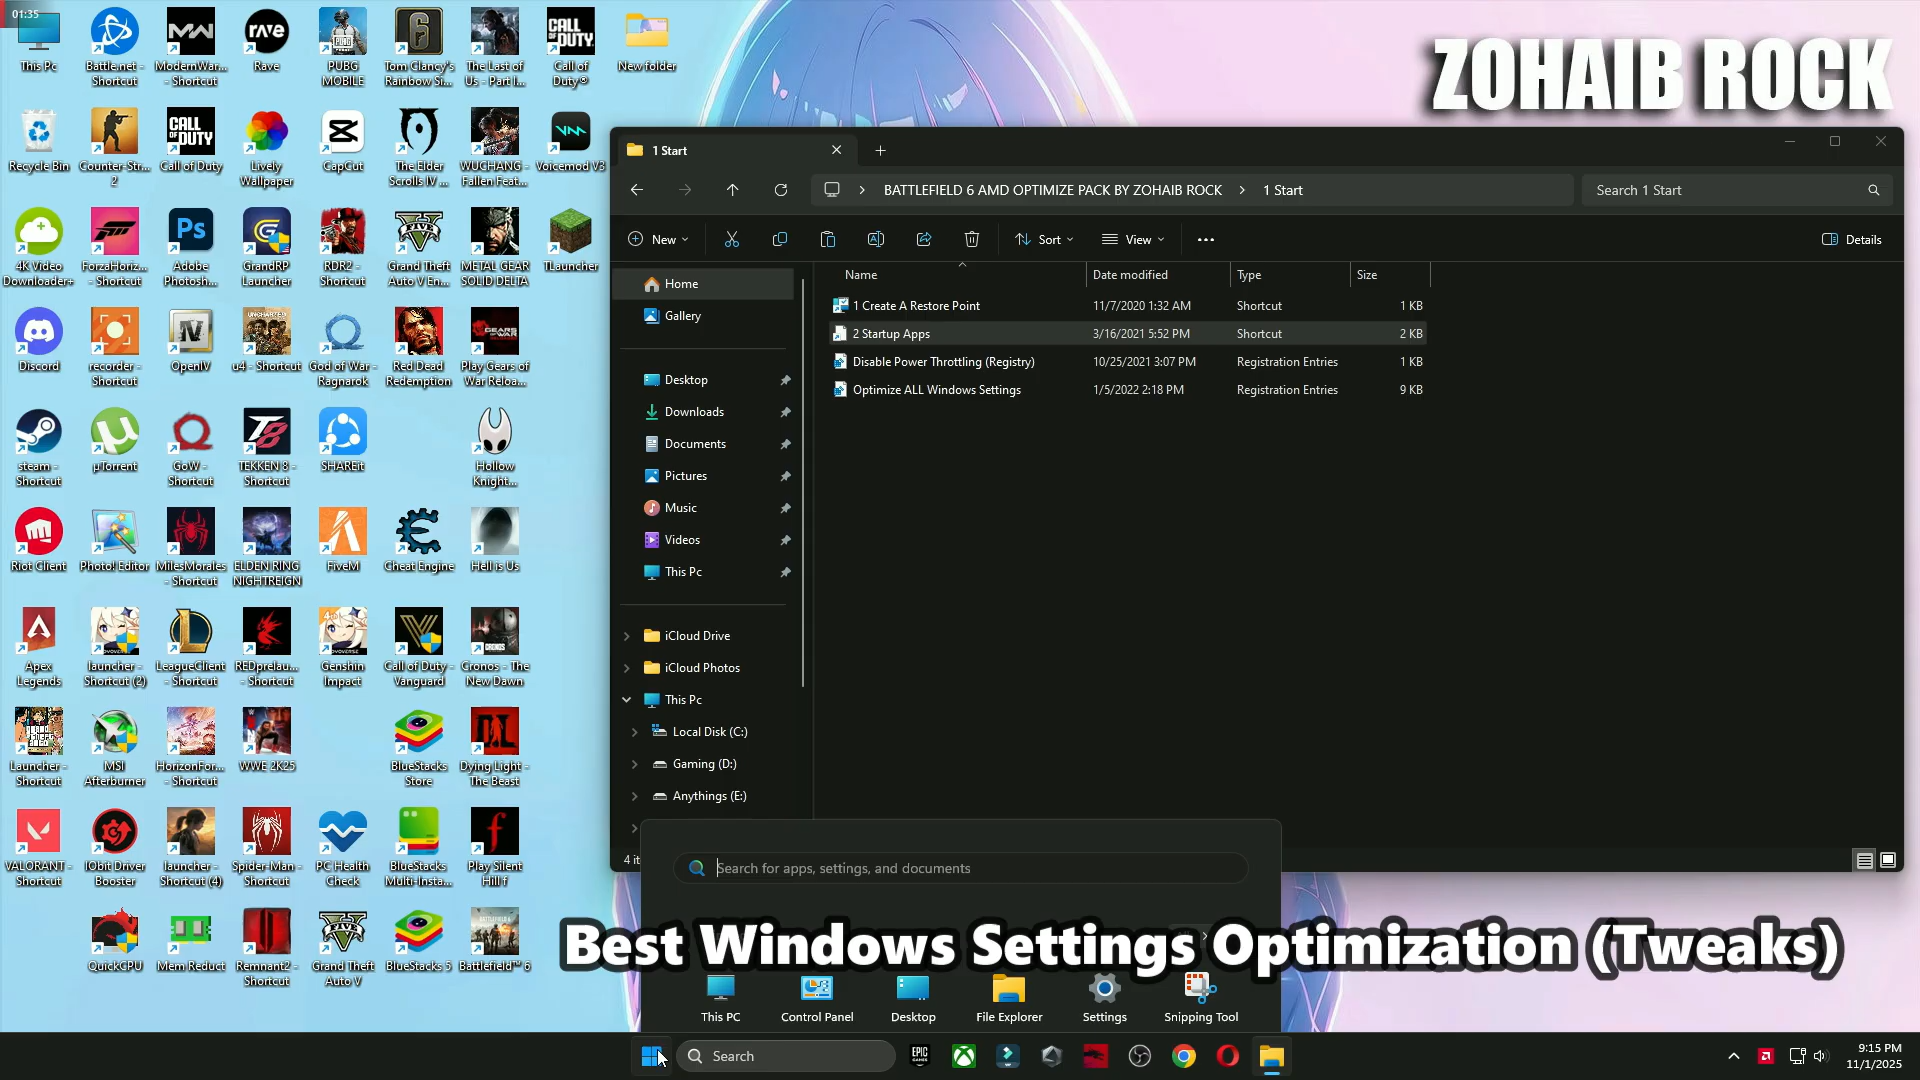 01:35
This Pc
Battle.net - Shortcut
ModernWar... - Shortcut
Rave
PUBG MOBILE
Tom Clancy's Rainbow Si...
The Last of Us - Part I...
Call of Duty®
New folder
ZOHAIB ROCK
Recycle Bin
Counter-Str... 2
Call of Duty
Lively Wallpaper
CapCut
The Elder Scrolls IV ...
WUCHANG - Fallen Feat...
Voicemod V3
4K Video Downloader+
ForzaHoriz... - Shortcut
Adobe Photosh...
GrandRP Launcher
RDR2 - Shortcut
Grand Theft Auto V En...
METAL GEAR SOLID DELTA
TLauncher
Discord
recorder - Shortcut
OpenIV
u4 - Shortcut
God of War - Ragnarok
Red Dead Redemption
Play Gears of War Reloa...
steam - Shortcut
µTorrent
GoW - Shortcut
TEKKEN 8 - Shortcut
SHAREit
Hollow Knight...
Riot Client
Photo! Editor
MilesMorales - Shortcut
ELDEN RING NIGHTREIGN
FiveM
Cheat Engine
Hell is Us
Apex Legends
launcher - Shortcut (2)
LeagueClient - Shortcut
REDprelau... - Shortcut
Genshin Impact
Call of Duty - Vanguard
Cronos - The New Dawn
Launcher - Shortcut
MSI Afterburner
HorizonFor... - Shortcut
WWE 2K25
BlueStacks Store
Dying Light - The Beast
VALORANT - Shortcut
IObit Driver Booster
launcher - Shortcut (4)
Spider-Man - Shortcut
PC Health Check
BlueStacks Multi-Insta...
Play Silent Hill f
QuickCPU
Mem Reduct
Remnant2 - Shortcut
Grand Theft Auto V
BlueStacks 5
Battlefield™ 6
1 Start
BATTLEFIELD 6 AMD OPTIMIZE PACK BY ZOHAIB ROCK > 1 Start
Search 1 Start
New
Sort
View
Details
Name Date modified Type Size
1 Create A Restore Point 11/7/2020 1:32 AM Shortcut 1 KB
2 Startup Apps 3/16/2021 5:52 PM Shortcut 2 KB
Disable Power Throttling (Registry) 10/25/2021 3:07 PM Registration Entries 1 KB
Optimize ALL Windows Settings 1/5/2022 2:18 PM Registration Entries 9 KB
Home
Gallery
Desktop
Downloads
Documents
Pictures
Music
Videos
This Pc
iCloud Drive
iCloud Photos
This Pc
Local Disk (C:)
Gaming (D:)
Anythings (E:)
4 it
Search for apps, settings, and documents
Best Windows Settings Optimization (Tweaks)
This PC
Control Panel
Desktop
File Explorer
Settings
Snipping Tool
Search
9:15 PM
11/1/2025